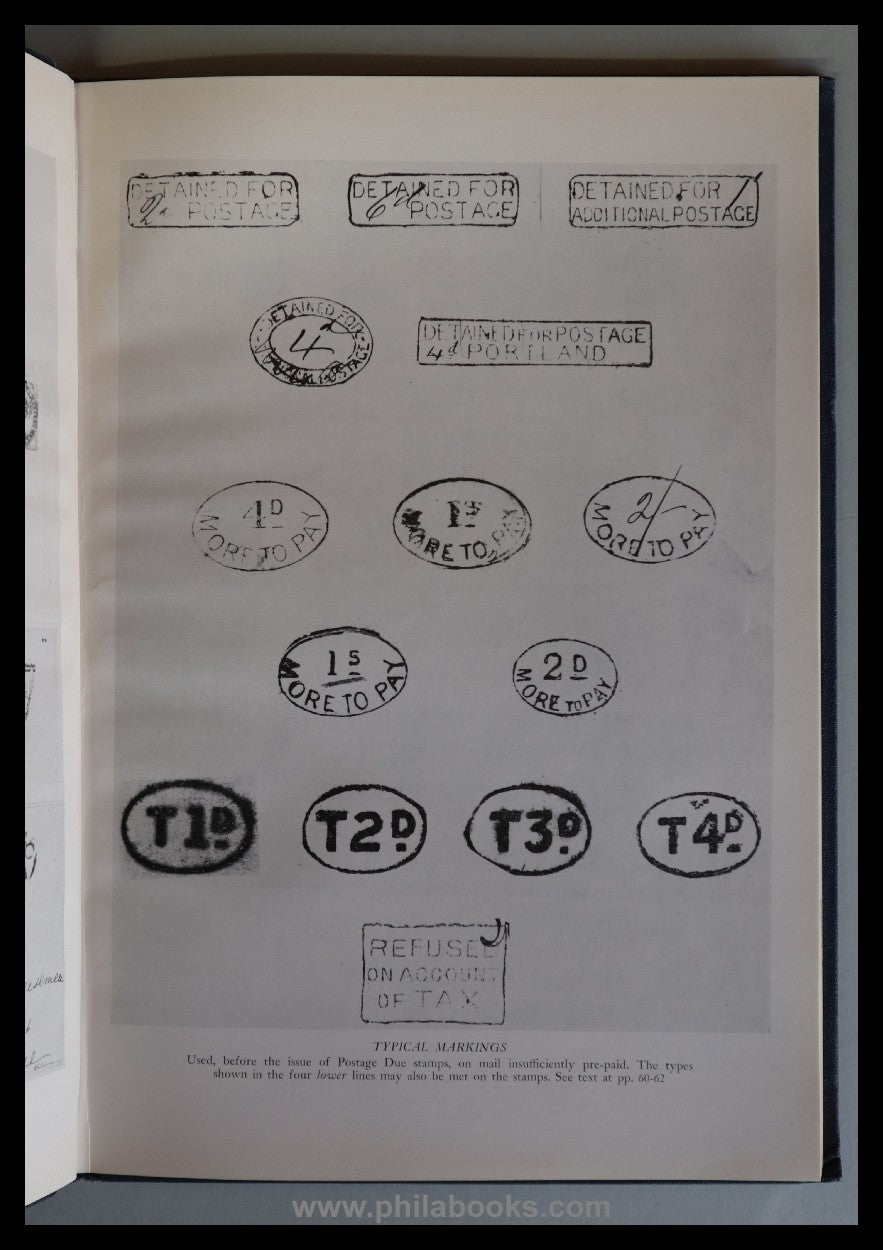 DETAINED FOR
2d POSTAGE
DETAINED FOR
6d POSTAGE
DETAINED FOR 1/
ADDITIONAL POSTAGE
DETAINED FOR
4d
POSTAGE
DETAINED FOR POSTAGE
4d PORTLAND
4D
MORE TO PAY
1S
MORE TO PAY
2/-
MORE TO PAY
1S
MORE TO PAY
2D
MORE TO PAY
T1D
T2D
T3D
T4D
REFUSED
ON ACCOUNT
OF TAX
TYPICAL MARKINGS
Used, before the issue of Postage Due stamps, on mail insufficiently pre-paid. The types
shown in the four lower lines may also be met on the stamps. See text at pp. 60-62
www.philabooks.com